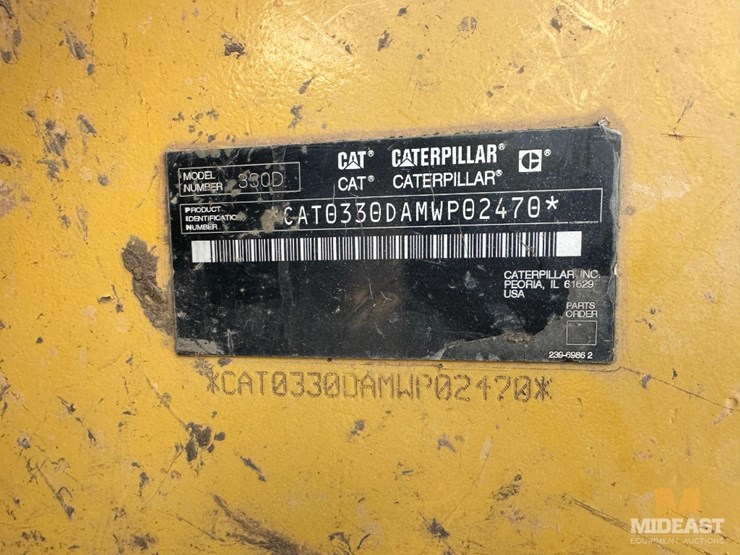 CAT® CATERPILLAR® C®
MODEL NUMBER 330D
CAT® CATERPILLAR®
PRODUCT IDENTIFICATION NUMBER *CAT0330DAMWP02470*
CATERPILLAR INC.
PEORIA, IL 61629
USA
PARTS ORDER
239-6986 2
*CAT0330DAMWP02470*
M
MIDEAST
EQUIPMENT AUCTIONS